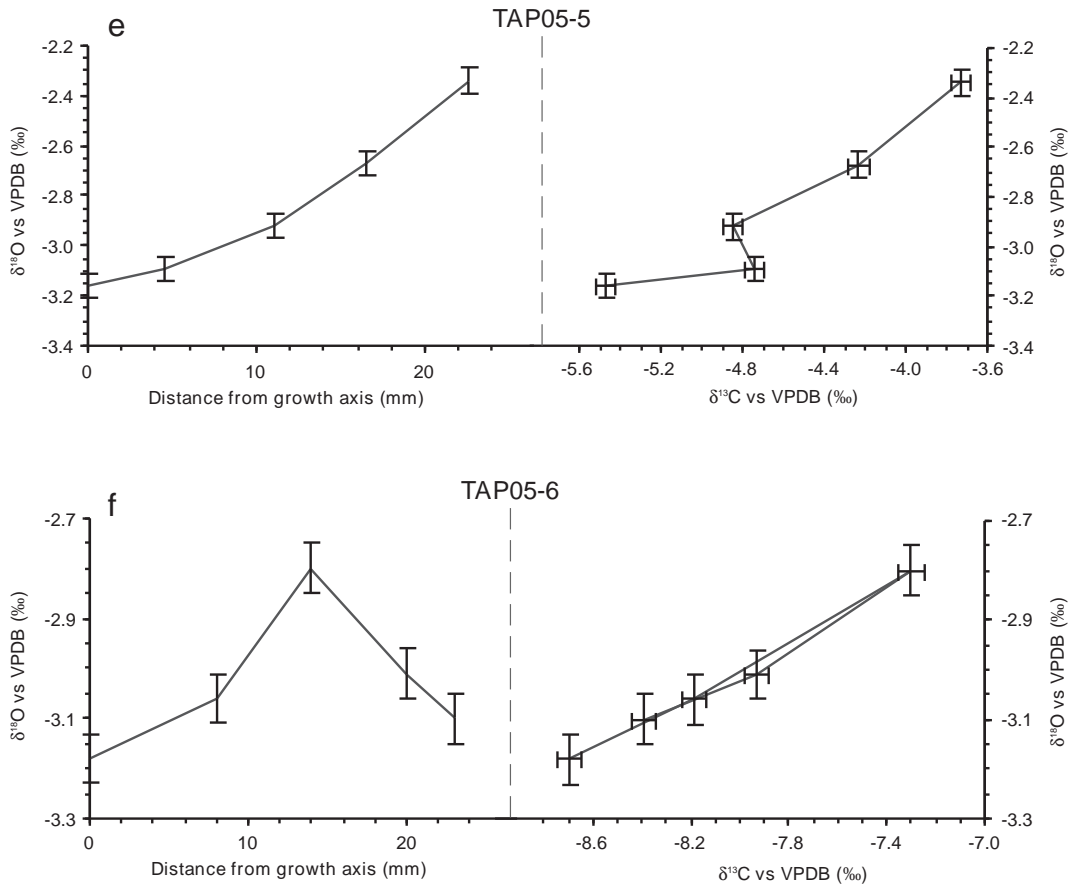 e
TAP05-5
-2.2
-2.4
-2.6
-2.8
-3.0
-3.2
-3.4
δ¹⁸O vs VPDB (‰)
0 10 20
Distance from growth axis (mm)
-5.6 -5.2 -4.8 -4.4 -4.0 -3.6
δ¹³C vs VPDB (‰)
-2.2
-2.4
-2.6
-2.8
-3.0
-3.2
-3.4
δ¹⁸O vs VPDB (‰)
f
TAP05-6
-2.7
-2.9
-3.1
-3.3
δ¹⁸O vs VPDB (‰)
0 10 20
Distance from growth axis (mm)
-8.6 -8.2 -7.8 -7.4 -7.0
δ¹³C vs VPDB (‰)
-2.7
-2.9
-3.1
-3.3
δ¹⁸O vs VPDB (‰)